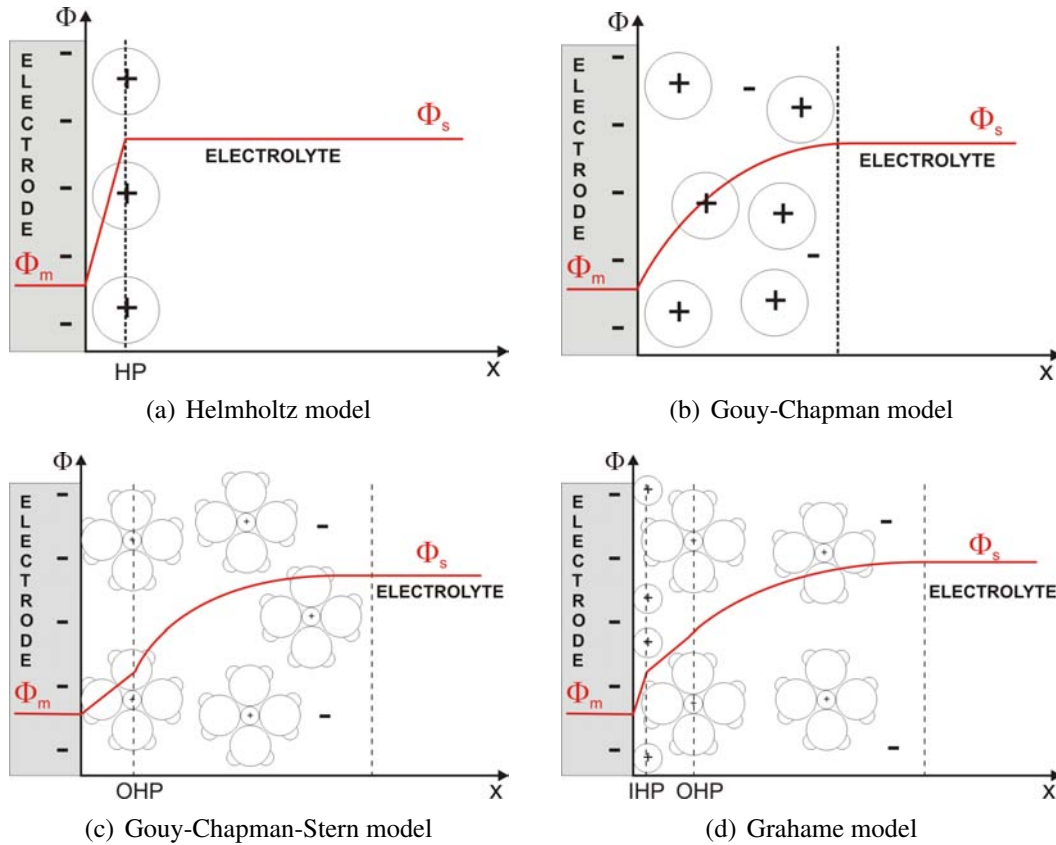 Φ
ELECTRODE
Φm
+
+
+
-
-
-
-
-
Φs
ELECTROLYTE
HP
x
(a) Helmholtz model
Φ
ELECTRODE
Φm
-
-
-
-
-
+
+
+
+
+
+
-
-
Φs
ELECTROLYTE
x
(b) Gouy-Chapman model
Φ
ELECTRODE
Φm
-
-
-
-
-
+
+
+
+
+
-
-
Φs
ELECTROLYTE
OHP
x
(c) Gouy-Chapman-Stern model
Φ
ELECTRODE
Φm
-
-
-
-
-
+
+
+
+
+
+
+
+
-
-
Φs
ELECTROLYTE
IHP OHP
x
(d) Grahame model